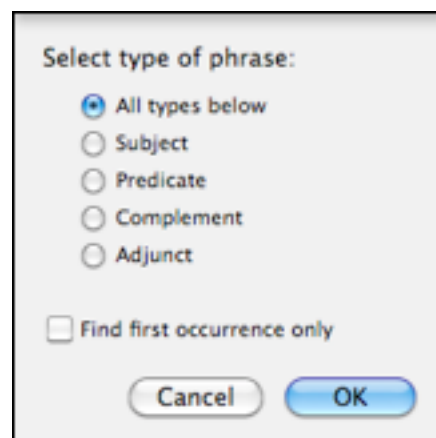 Select type of phrase:
All types below
Subject
Predicate
Complement
Adjunct
Find first occurrence only
Cancel OK